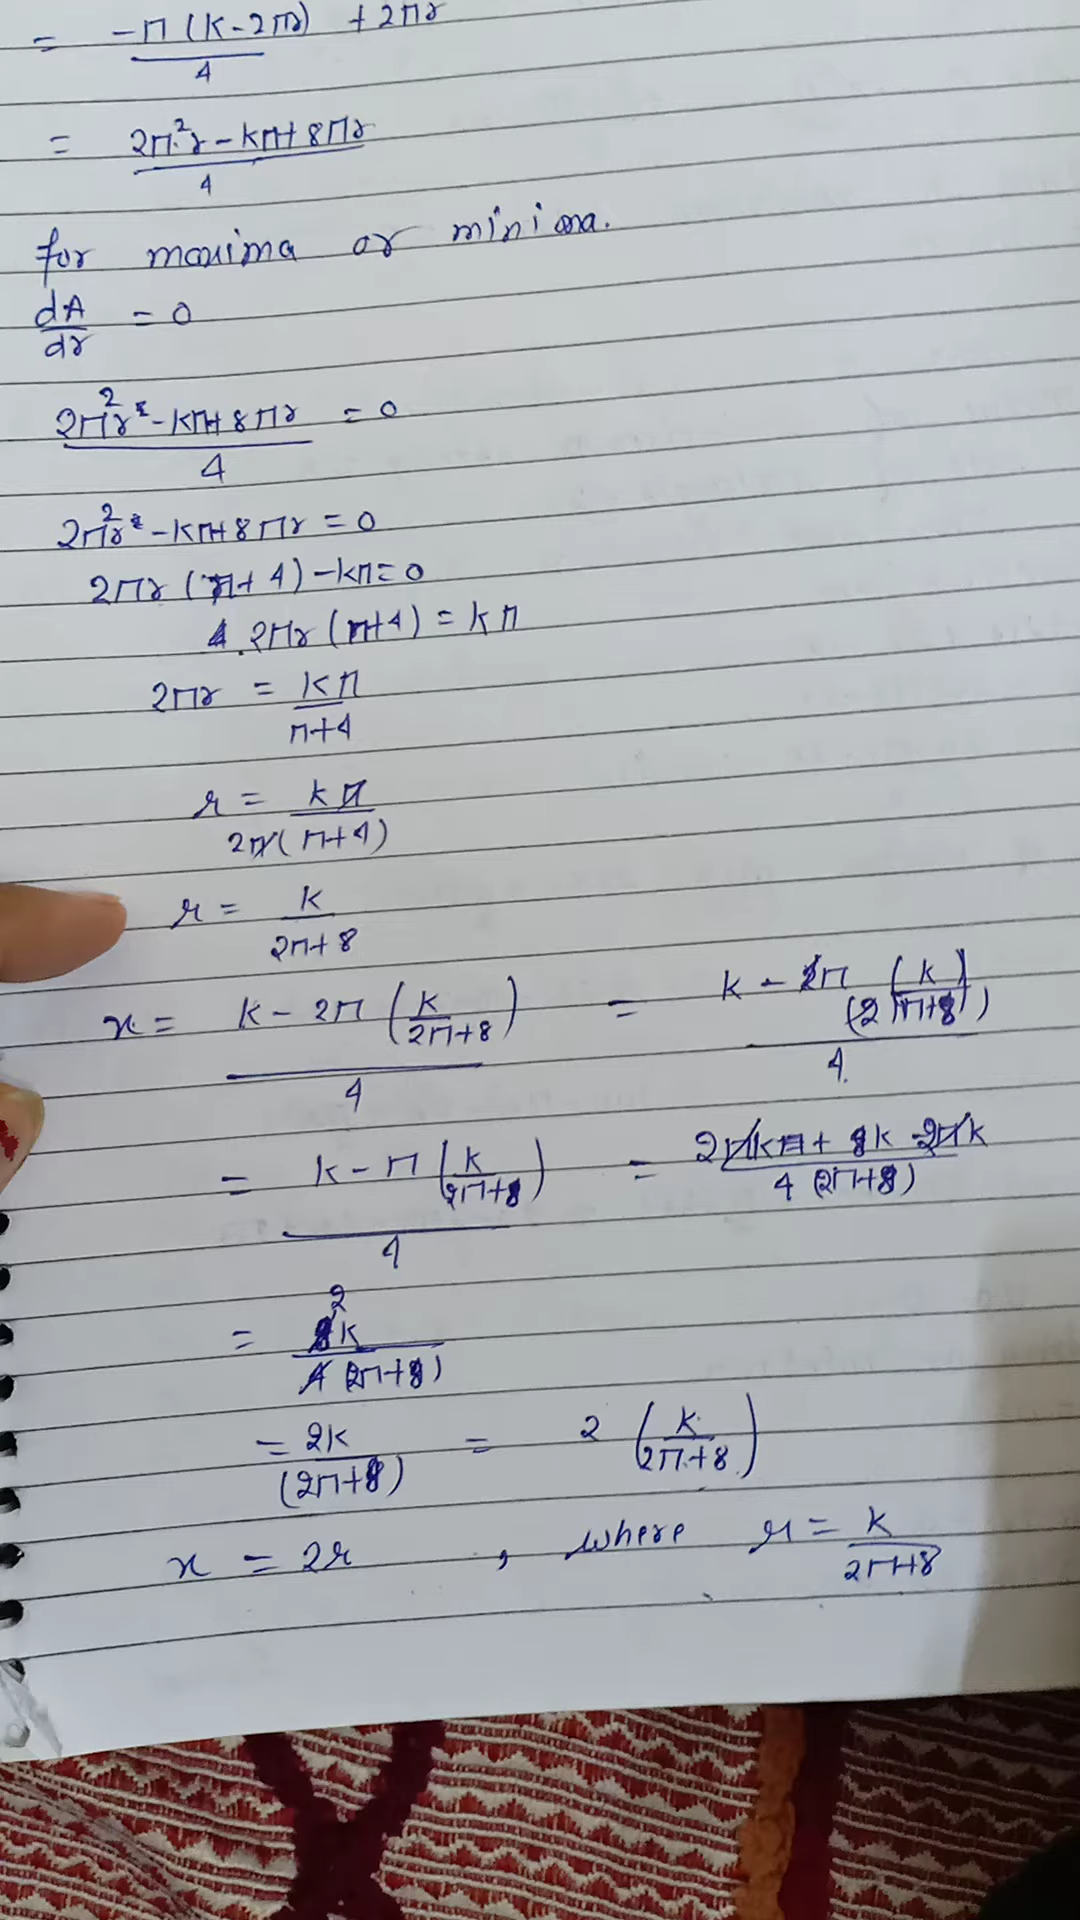 = -π(k-2πr)/4 + 2πr
= (2π²r - kπ + 8πr)/4
for maxima or minima.
dA/dr = 0
(2π²r - kπ + 8πr)/4 = 0
2π²r - kπ + 8πr = 0
2πr (π + 4) - kπ = 0
2πr (π+4) = kπ
2πr = kπ/(π+4)
r = kπ/(2π(π+4))
r = k/(2π+8)
x = (k - 2π (k/(2π+8)))/4 = (k - 2π (k)/(2(π+8)))/4.
= (k - π (k/(2π+8)))/4 = (2πk + 8k - 2πk)/(4(2π+8))
= 8k/(4(2π+8))
= 2k/(2π+8) = 2 (k/(2π+8))
x = 2r , where r = k/(2π+8)